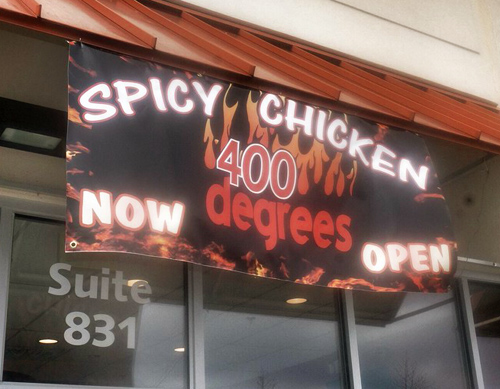 SPICY CHICKEN
400
degrees
NOW OPEN
Suite
831